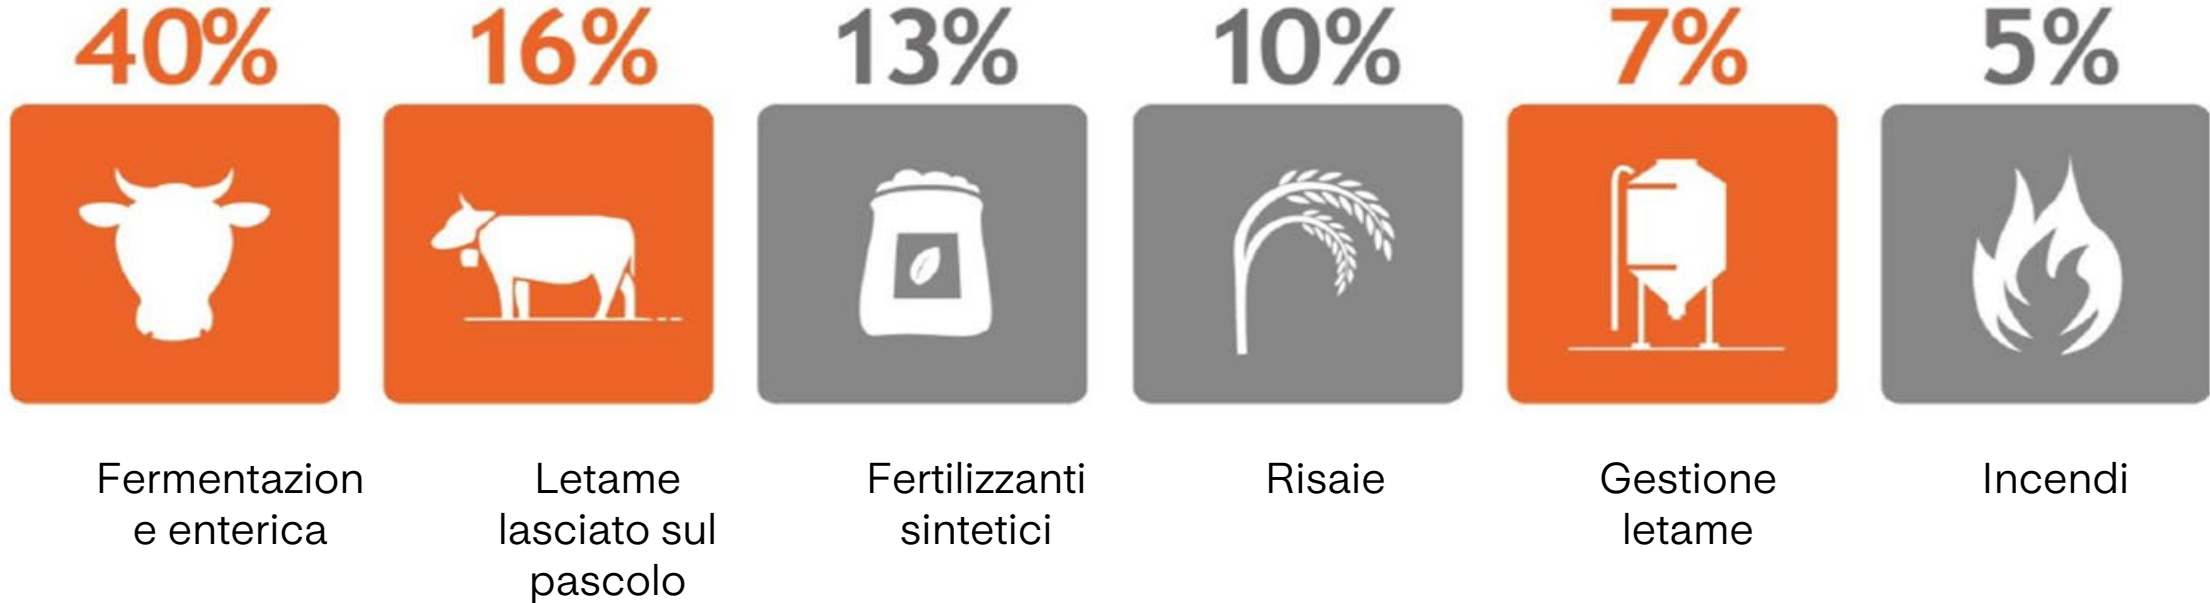 40%
16%
13%
10%
7%
5%
Fermentazion
e enterica
Letame
lasciato sul
pascolo
Fertilizzanti
sintetici
Risaie
Gestione
letame
Incendi